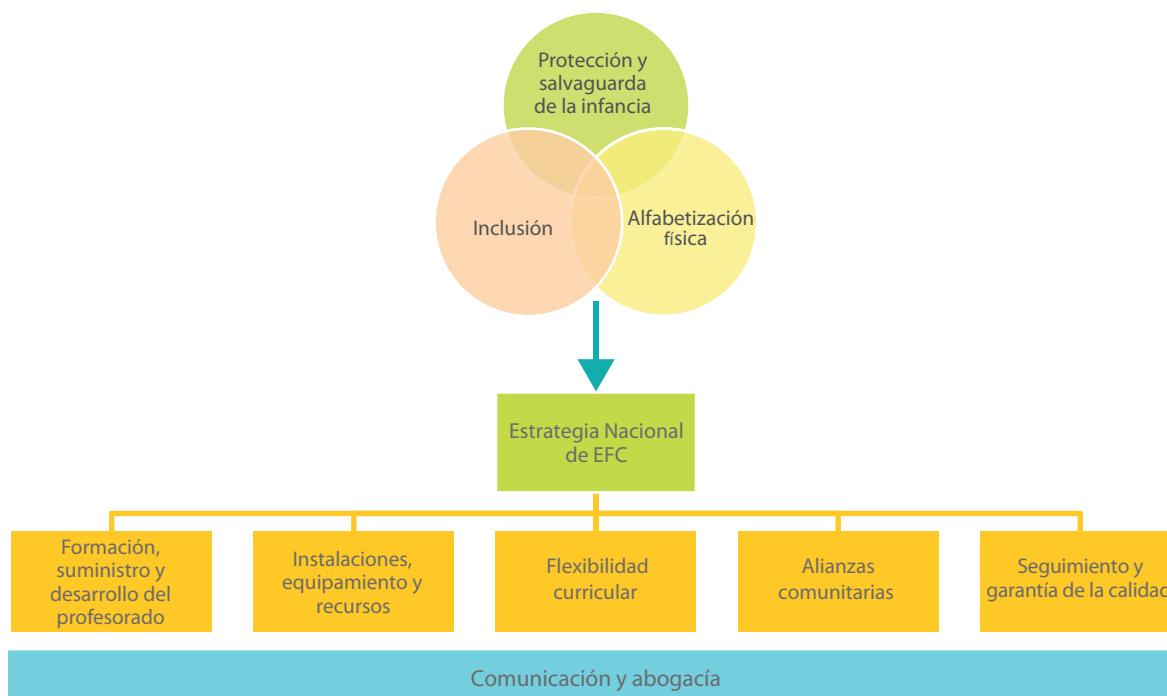 Protección y
salvaguarda
de la infancia
Inclusión
Alfabetización
física
Estrategia Nacional
de EFC
Formación,
suministro y
desarrollo del
profesorado
Instalaciones,
equipamiento y
recursos
Flexibilidad
curricular
Alianzas
comunitarias
Seguimiento y
garantía de la calidad
Comunicación y abogacía